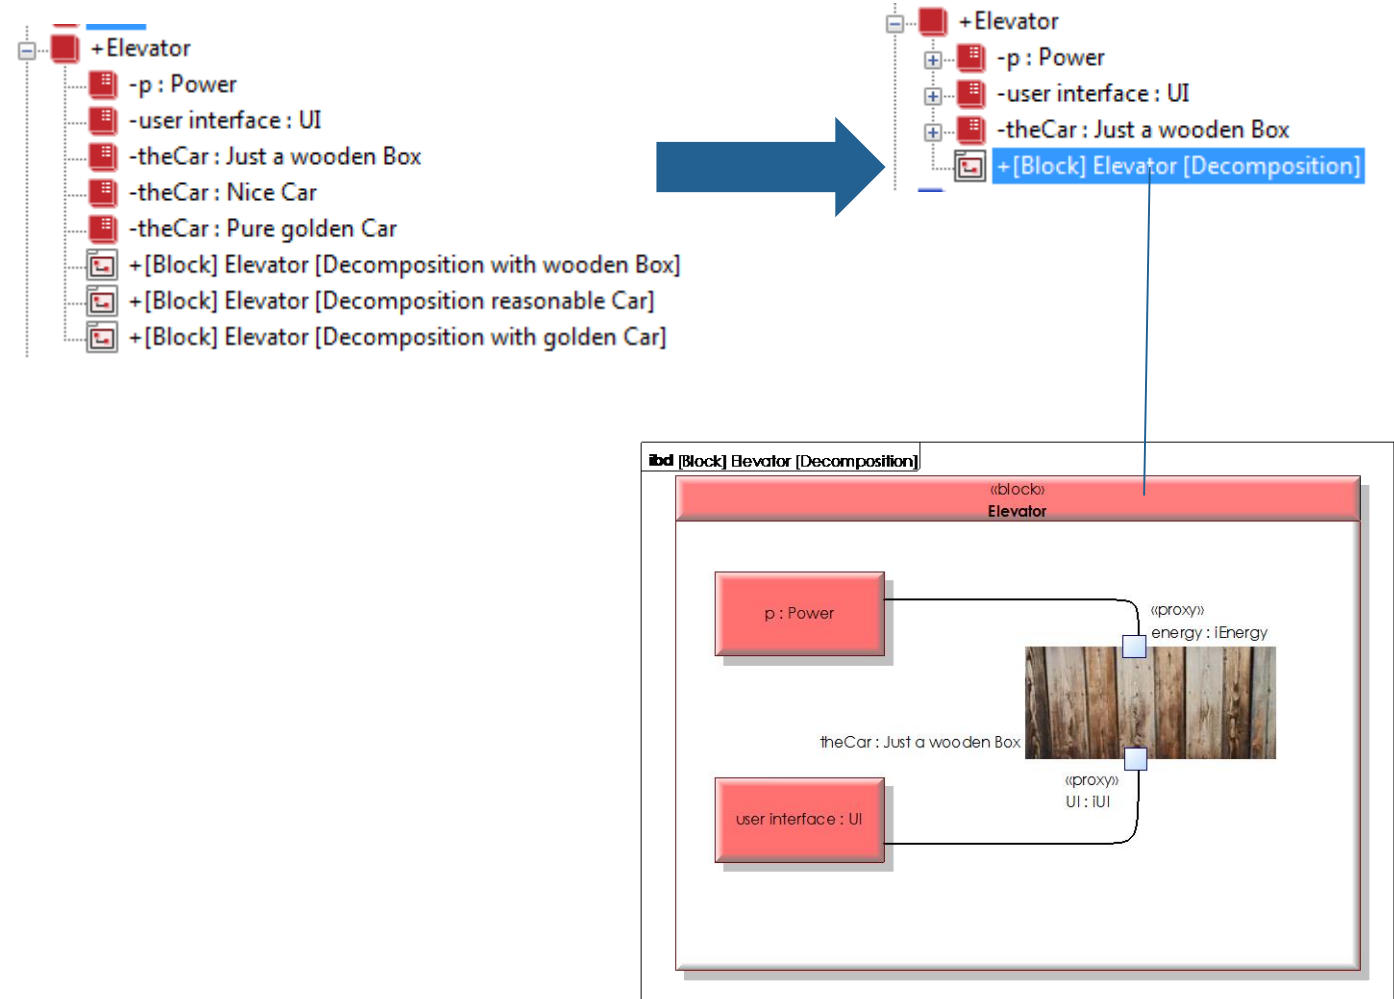 +Elevator
-p : Power
-user interface : UI
-theCar : Just a wooden Box
-theCar : Nice Car
-theCar : Pure golden Car
+[Block] Elevator [Decomposition with wooden Box]
+[Block] Elevator [Decomposition reasonable Car]
+[Block] Elevator [Decomposition with golden Car]
+Elevator
-p : Power
-user interface : UI
-theCar : Just a wooden Box
+[Block] Elevator [Decomposition]
ibd [Block] Elevator [Decomposition]
«block»
Elevator
p : Power
«proxy»
energy : iEnergy
theCar : Just a wooden Box
«proxy»
UI : iUI
user interface : UI